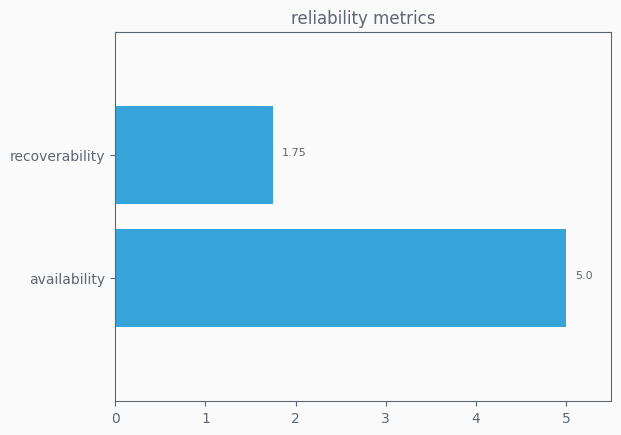 reliability metrics
recoverability
1.75
availability
5.0
0 1 2 3 4 5